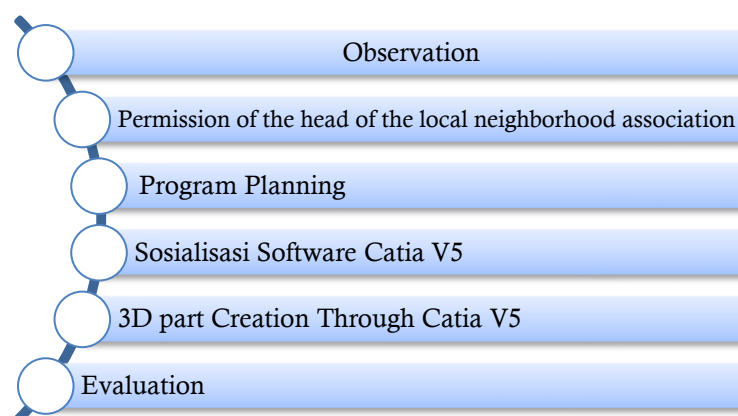 Observation
Permission of the head of the local neighborhood association
Program Planning
Sosialisasi Software Catia V5
3D part Creation Through Catia V5
Evaluation